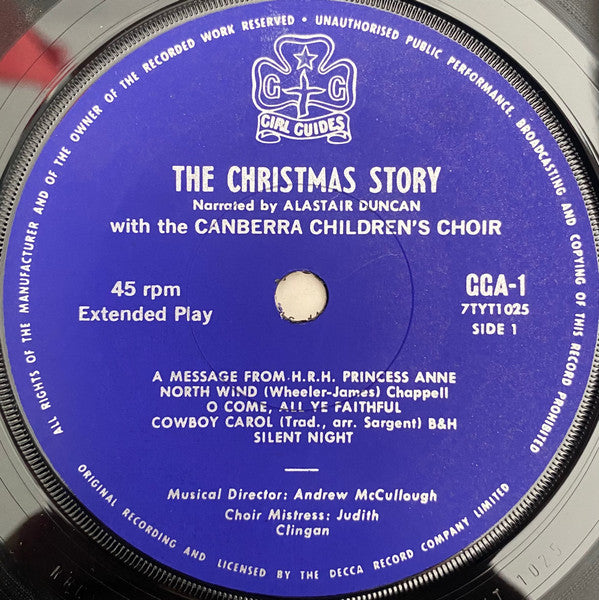 ALL RIGHTS OF THE MANUFACTURER AND OF THE OWNER OF THE RECORDED WORK RESERVED • UNAUTHORISED PUBLIC PERFORMANCE, BROADCASTING AND COPYING OF THIS RECORD PROHIBITED
G G
GIRL GUIDES
THE CHRISTMAS STORY
Narrated by ALASTAIR DUNCAN
with the CANBERRA CHILDREN'S CHOIR
45 rpm
Extended Play
GGA-1
7TYT1025
SIDE 1
A MESSAGE FROM H.R.H. PRINCESS ANNE
NORTH WIND (Wheeler-James) Chappell
O COME, ALL YE FAITHFUL
COWBOY CAROL (Trad., arr. Sargent) B&H
SILENT NIGHT
Musical Director: Andrew McCullough
Choir Mistress: Judith
Clingan
ORIGINAL RECORDING AND LICENSED BY THE DECCA RECORD COMPANY LIMITED
1025